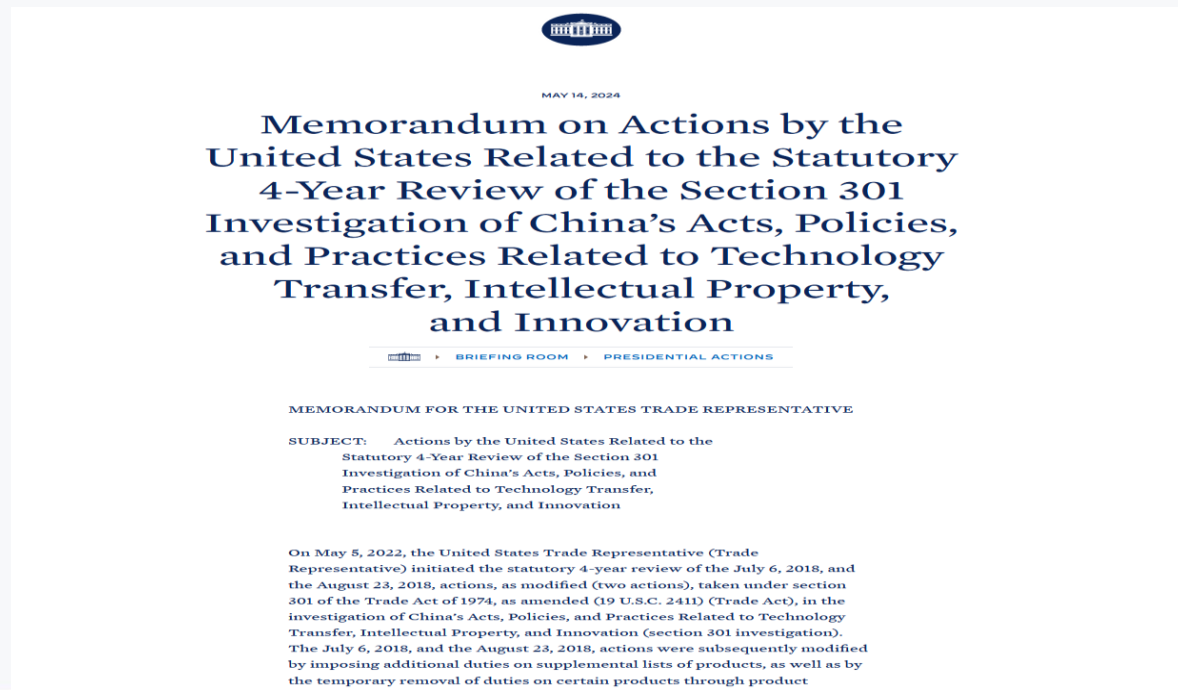 MAY 14, 2024
Memorandum on Actions by the
United States Related to the Statutory
4-Year Review of the Section 301
Investigation of China's Acts, Policies,
and Practices Related to Technology
Transfer, Intellectual Property,
and Innovation
BRIEFING ROOM
PRESIDENTIAL ACTIONS
MEMORANDUM FOR THE UNITED STATES TRADE REPRESENTATIVE
SUBJECT: Actions by the United States Related to the
Statutory 4-Year Review of the Section 301
Investigation of China's Acts, Policies, and
Practices Related to Technology Transfer,
Intellectual Property, and Innovation
On May 5, 2022, the United States Trade Representative (Trade
Representative) initiated the statutory 4-year review of the July 6, 2018, and
the August 23, 2018, actions, as modified (two actions), taken under section
301 of the Trade Act of 1974, as amended (19 U.S.C. 2411) (Trade Act), in the
investigation of China's Acts, Policies, and Practices Related to Technology
Transfer, Intellectual Property, and Innovation (section 301 investigation).
The July 6, 2018, and the August 23, 2018, actions were subsequently modified
by imposing additional duties on supplemental lists of products, as well as by
the temporary removal of duties on certain products through product